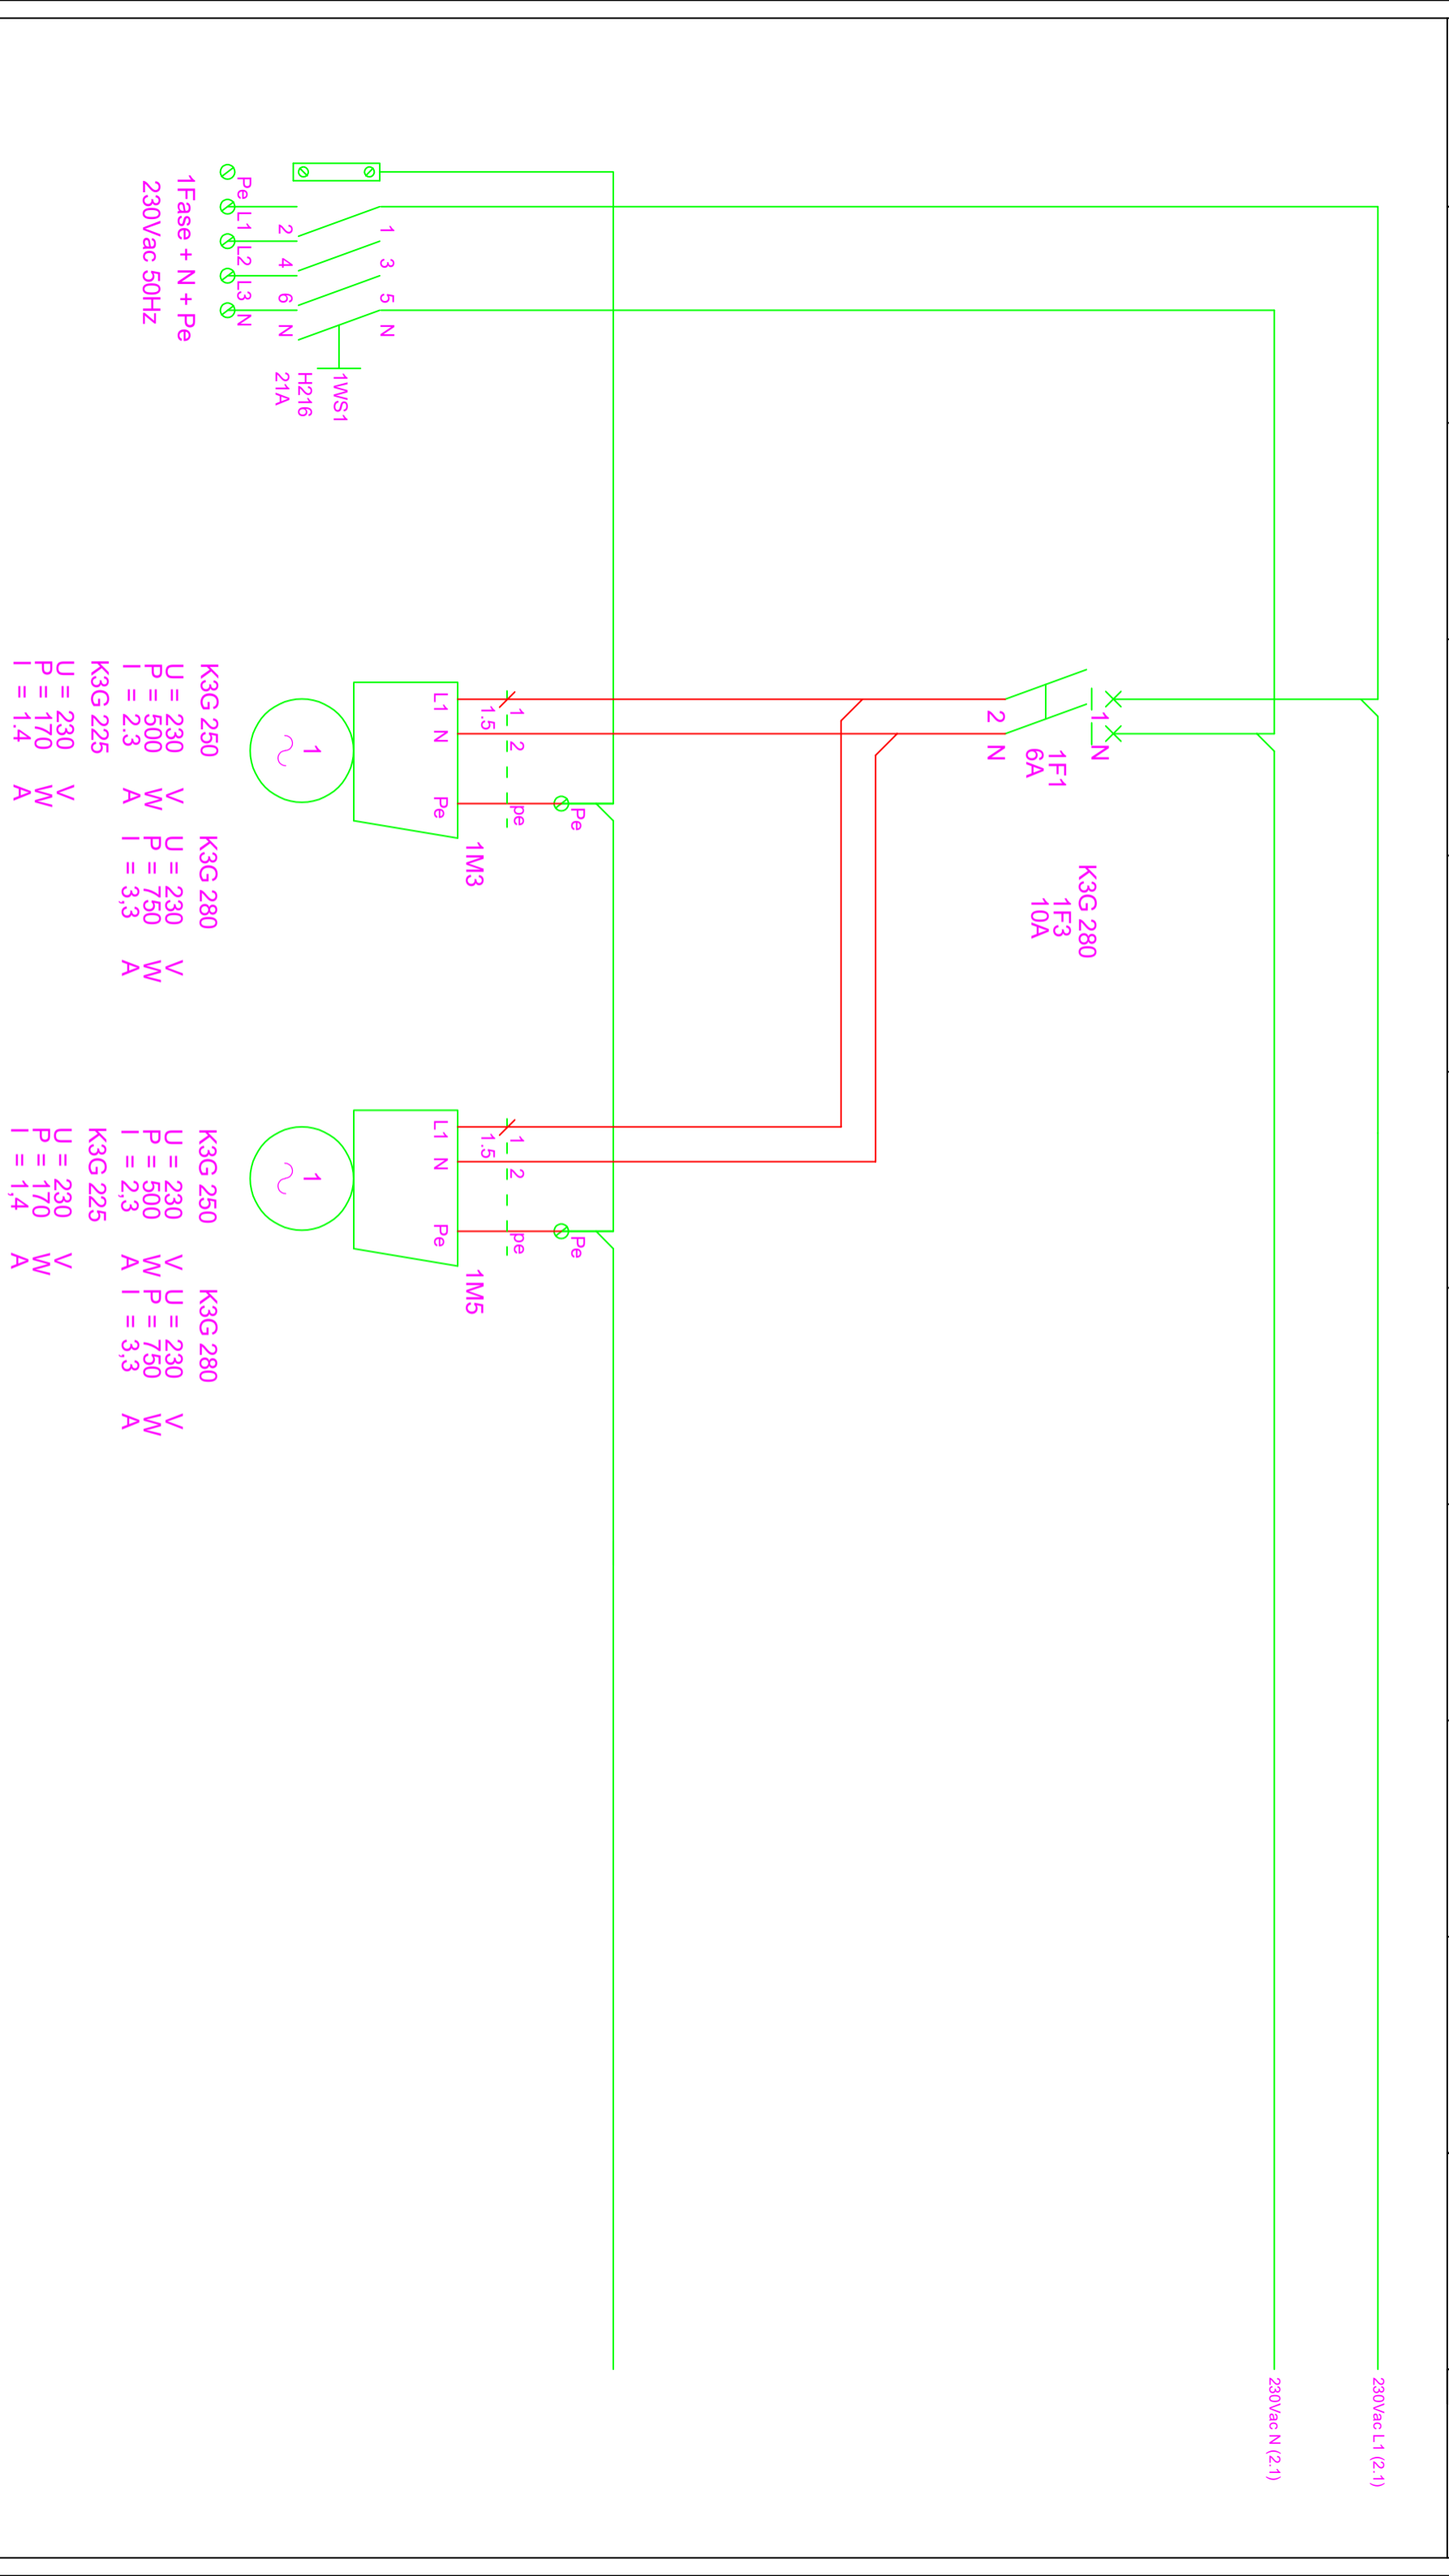 230Vac L1 (2.1)
230Vac N (2.1)
1
N
K3G 280
1F1
6A
1F3
10A
2
N
Pe
Pe
1 2 pe
1.5
1 2 pe
1.5
1M3
1M5
L1 N Pe
L1 N Pe
1
1
1 3 5 N
2 4 6 N
1WS1
H216
21A
Pe L1 L2 L3 N
1Fase + N + Pe
230Vac 50Hz
K3G 250
U = 230 V
P = 500 W
I = 2.3 A
K3G 225
U = 230 V
P = 170 W
I = 1.4 A
K3G 280
U = 230 V
P = 750 W
I = 3,3 A
K3G 250
U = 230 V
P = 500 W
I = 2,3 A
K3G 225
U = 230 V
P = 170 W
I = 1,4 A
K3G 280
U = 230 V
P = 750 W
I = 3,3 A